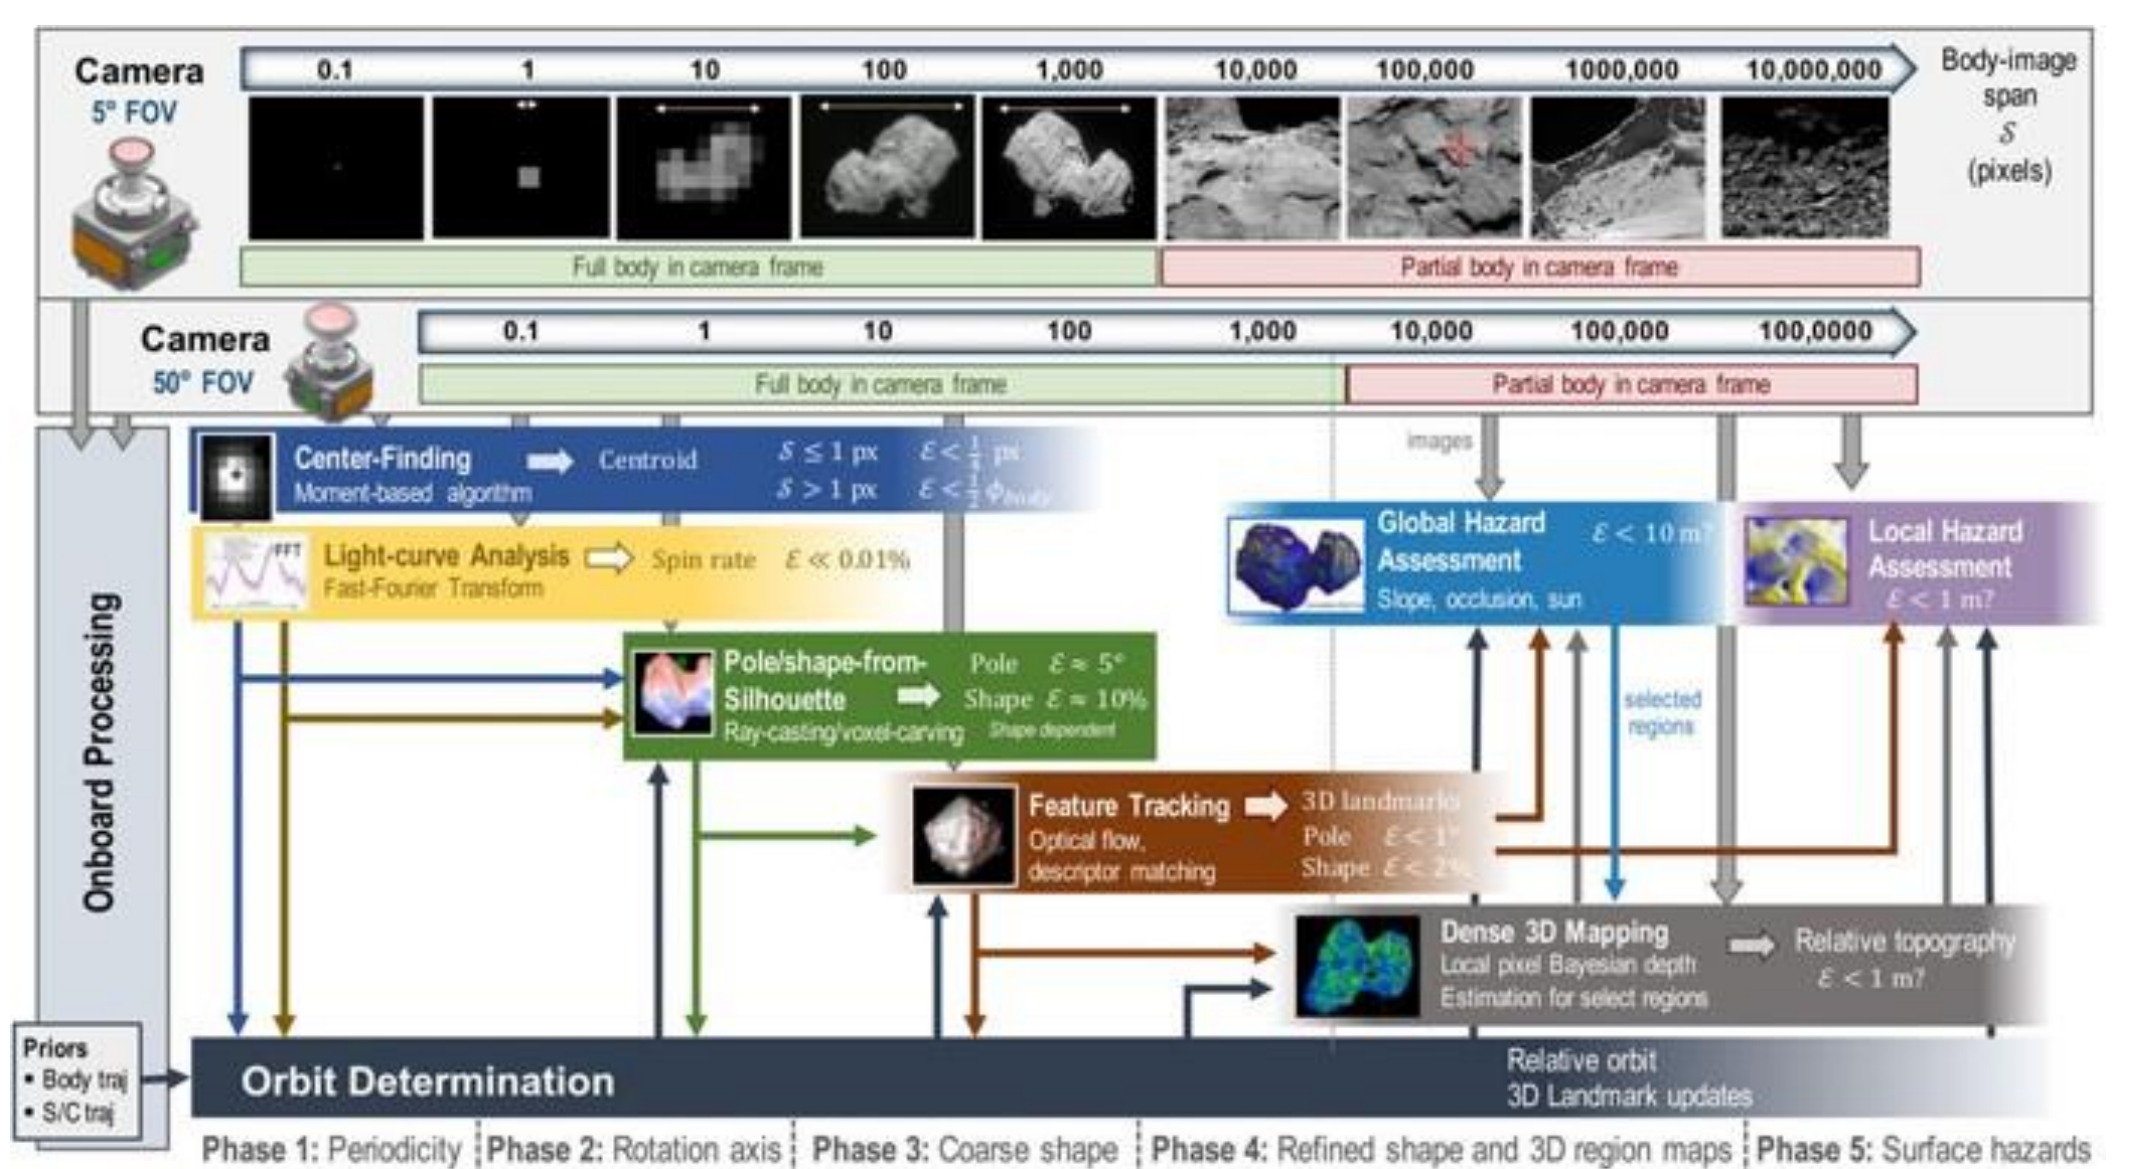 Camera
5° FOV
0.1 1 10 100 1,000 10,000 100,000 1000,000 10,000,000
Body-image
span
𝒮
(pixels)
Full body in camera frame
Partial body in camera frame
Camera
50° FOV
0.1 1 10 100 1,000 10,000 100,000 100,0000
Full body in camera frame
Partial body in camera frame
Onboard Processing
Center-Finding
Moment-based algorithm
Centroid
𝒮 ≤ 1 px ℰ < px
𝒮 > 1 px ℰ < ϕbody
FFT
Light-curve Analysis
Fast-Fourier Transform
Spin rate ℰ ≪ 0.01%
images
Global Hazard
Assessment
Slope, occlusion, sun
ℰ < 10 m?
Local Hazard
Assessment
ℰ < 1 m?
Pole/shape-from-
Silhouette
Ray-casting/voxel-carving
Pole ℰ ≈ 5°
Shape ℰ ≈ 10%
Shape dependent
selected
regions
Feature Tracking
Optical flow,
descriptor matching
3D landmarks
Pole ℰ < 1°
Shape ℰ < 2%
Dense 3D Mapping
Local pixel Bayesian depth
Estimation for select regions
Relative topography
ℰ < 1 m?
Priors
• Body traj
• S/C traj
Orbit Determination
Relative orbit
3D Landmark updates
Phase 1: Periodicity
Phase 2: Rotation axis
Phase 3: Coarse shape
Phase 4: Refined shape and 3D region maps
Phase 5: Surface hazards